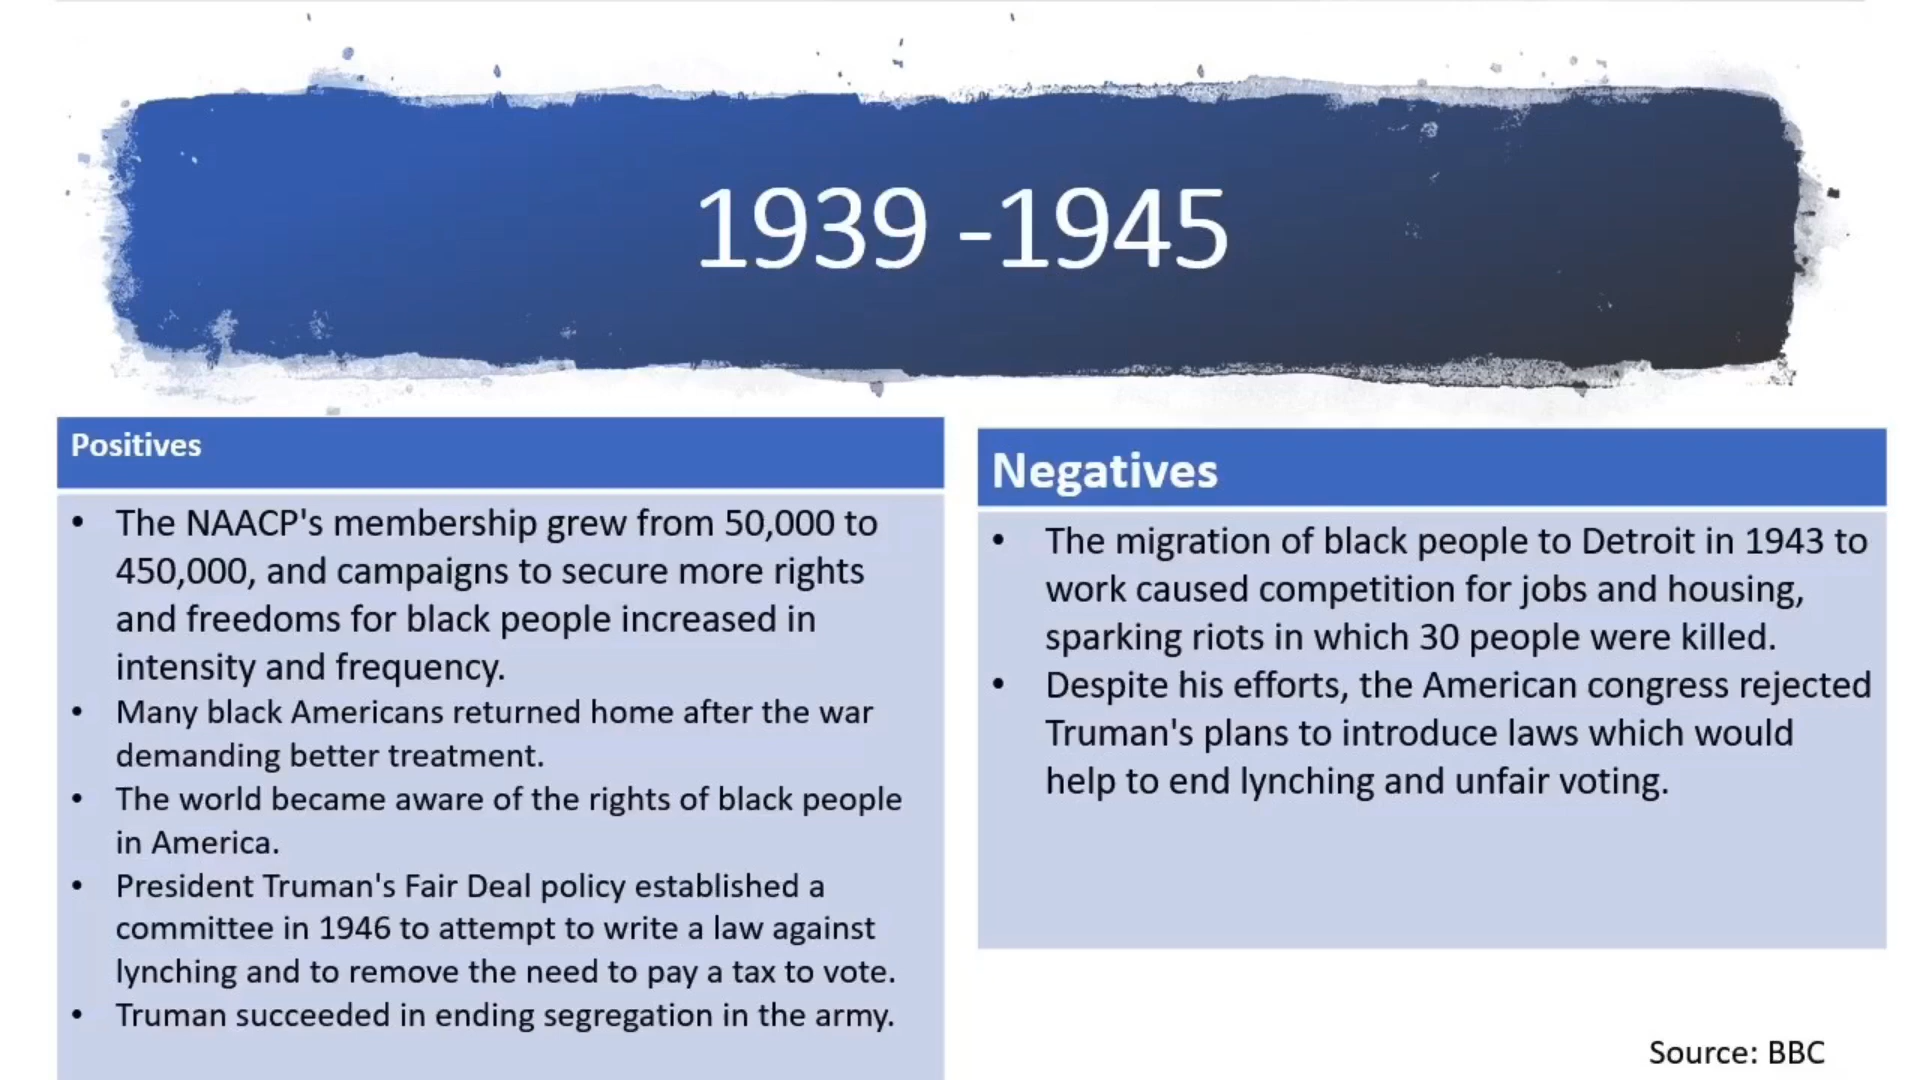 1939 -1945
Positives
• The NAACP's membership grew from 50,000 to
450,000, and campaigns to secure more rights
and freedoms for black people increased in
intensity and frequency.
• Many black Americans returned home after the war
demanding better treatment.
• The world became aware of the rights of black people
in America.
• President Truman's Fair Deal policy established a
committee in 1946 to attempt to write a law against
lynching and to remove the need to pay a tax to vote.
• Truman succeeded in ending segregation in the army.
Negatives
• The migration of black people to Detroit in 1943 to
work caused competition for jobs and housing,
sparking riots in which 30 people were killed.
• Despite his efforts, the American congress rejected
Truman's plans to introduce laws which would
help to end lynching and unfair voting.
Source: BBC